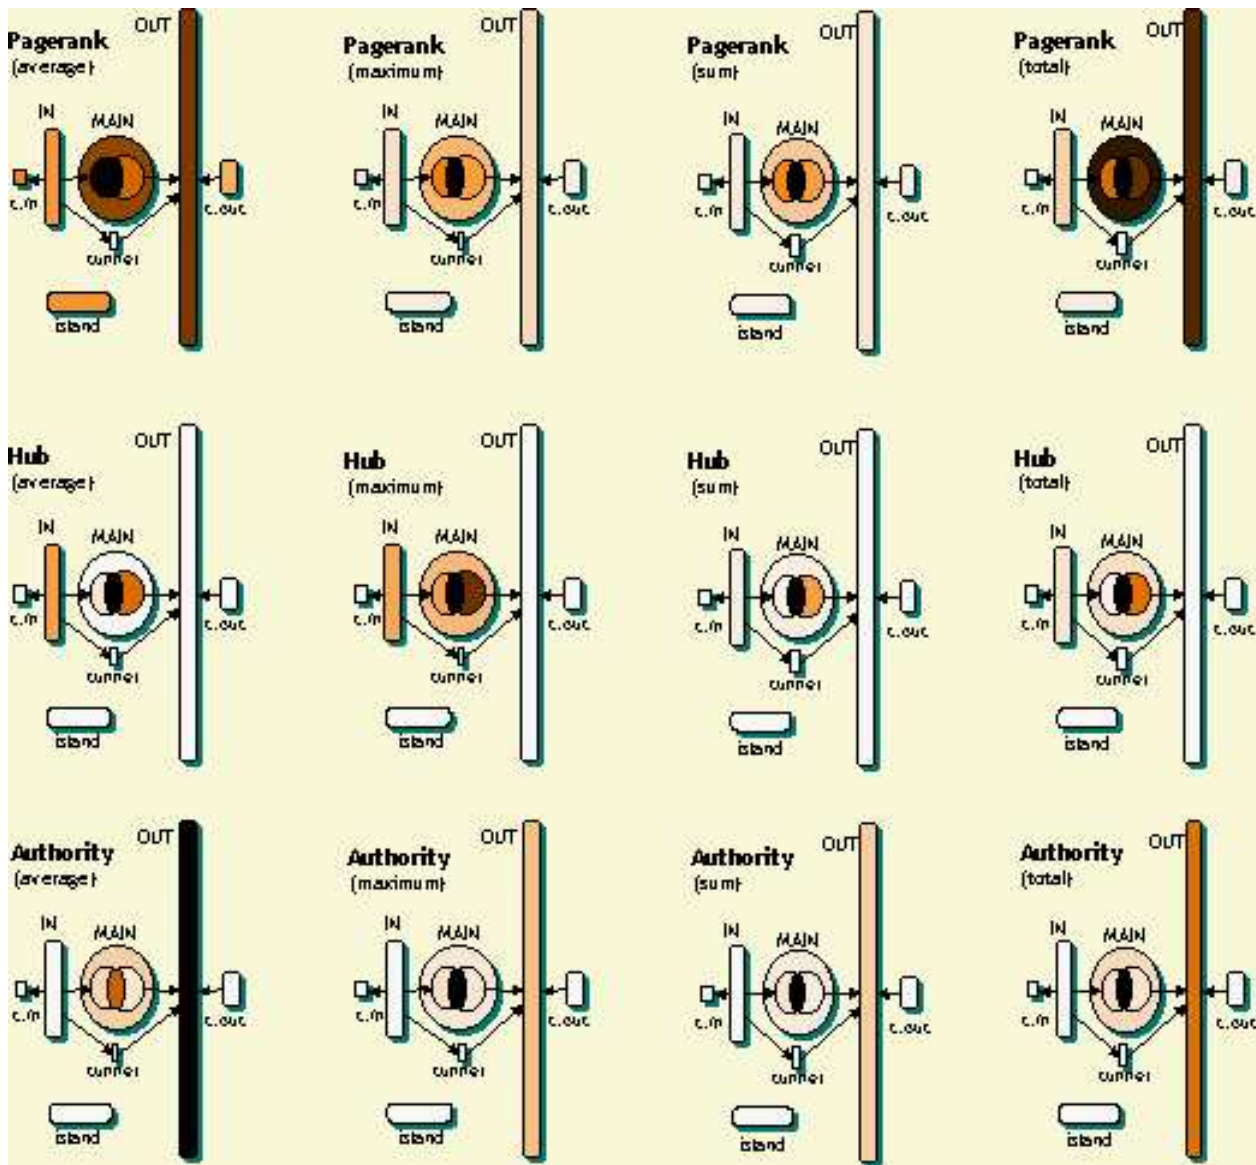 OUT
Pagerank
(average)
IN
MAIN
t.in
t.out
tunnel
island
OUT
Pagerank
(maximum)
IN
MAIN
t.in
t.out
tunnel
island
OUT
Pagerank
(sum)
IN
MAIN
t.in
t.out
tunnel
island
OUT
Pagerank
(total)
IN
MAIN
t.in
t.out
tunnel
island
OUT
Hub
(average)
IN
MAIN
t.in
t.out
tunnel
island
OUT
Hub
(maximum)
IN
MAIN
t.in
t.out
tunnel
island
OUT
Hub
(sum)
IN
MAIN
t.in
t.out
tunnel
island
OUT
Hub
(total)
IN
MAIN
t.in
t.out
tunnel
island
OUT
Authority
(average)
IN
MAIN
t.in
t.out
tunnel
island
OUT
Authority
(maximum)
IN
MAIN
t.in
t.out
tunnel
island
OUT
Authority
(sum)
IN
MAIN
t.in
t.out
tunnel
island
OUT
Authority
(total)
IN
MAIN
t.in
t.out
tunnel
island